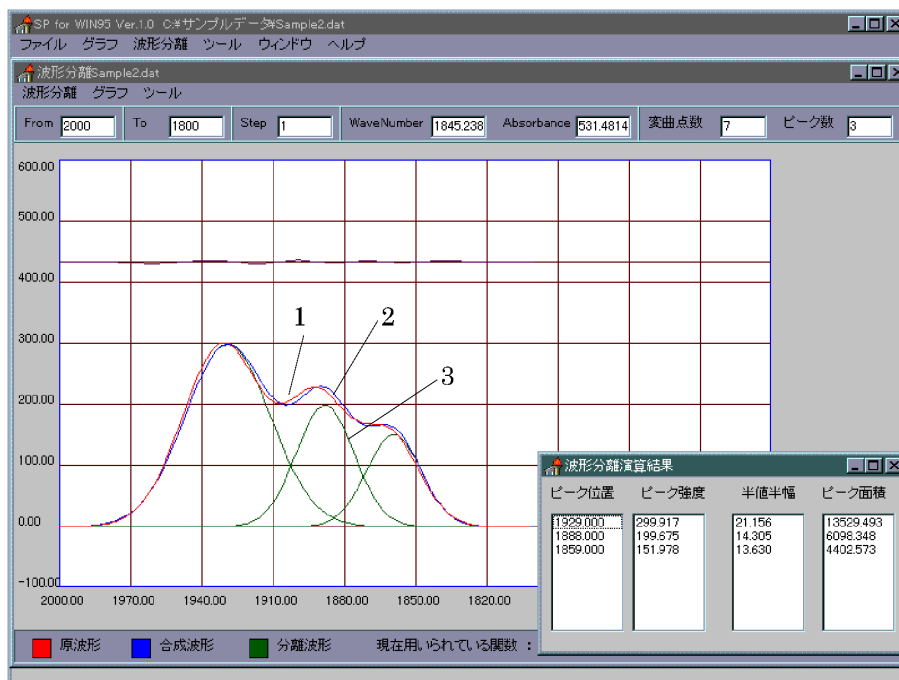 SP for WIN95 Ver.1.0 C:¥サンプルデータ¥Sample2.dat
ファイル グラフ 波形分離 ツール ウィンドウ ヘルプ
波形分離Sample2.dat
波形分離 グラフ ツール
From 2000 To 1800 Step 1 WaveNumber 1845.238 Absorbance 531.4814 変曲点数 7 ピーク数 3
600.00
500.00
400.00
300.00
200.00
100.00
0.00
-100.00
1
2
3
2000.00 1970.00 1940.00 1910.00 1880.00 1850.00 1820.00
原波形 合成波形 分離波形 現在用いられている関数 :
波形分離演算結果
ピーク位置 ピーク強度 半値半幅 ピーク面積
1929.000 299.917 21.156 13529.493
1888.000 199.675 14.305 6098.348
1859.000 151.978 13.630 4402.573